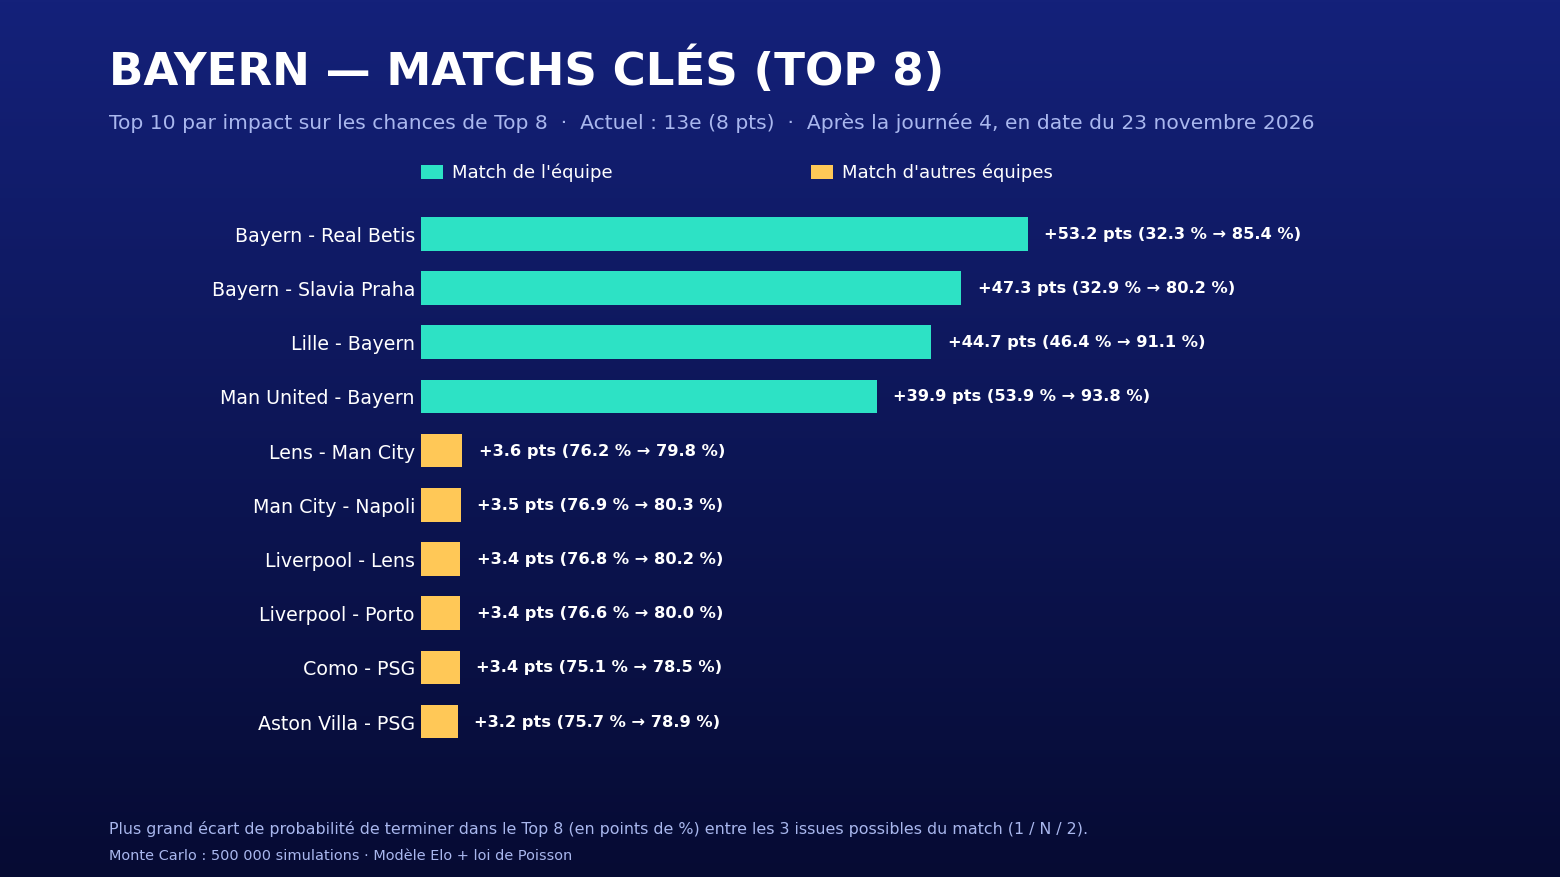 BAYERN — MATCHS CLÉS (TOP 8)
Top 10 par impact sur les chances de Top 8 · Actuel : 13e (8 pts) · Après la journée 4, en date du 23 novembre 2026
Match de l'équipe
Match d'autres équipes
Bayern - Real Betis +53.2 pts (32.3 % → 85.4 %)
Bayern - Slavia Praha +47.3 pts (32.9 % → 80.2 %)
Lille - Bayern +44.7 pts (46.4 % → 91.1 %)
Man United - Bayern +39.9 pts (53.9 % → 93.8 %)
Lens - Man City +3.6 pts (76.2 % → 79.8 %)
Man City - Napoli +3.5 pts (76.9 % → 80.3 %)
Liverpool - Lens +3.4 pts (76.8 % → 80.2 %)
Liverpool - Porto +3.4 pts (76.6 % → 80.0 %)
Como - PSG +3.4 pts (75.1 % → 78.5 %)
Aston Villa - PSG +3.2 pts (75.7 % → 78.9 %)
Plus grand écart de probabilité de terminer dans le Top 8 (en points de %) entre les 3 issues possibles du match (1 / N / 2).
Monte Carlo : 500 000 simulations · Modèle Elo + loi de Poisson